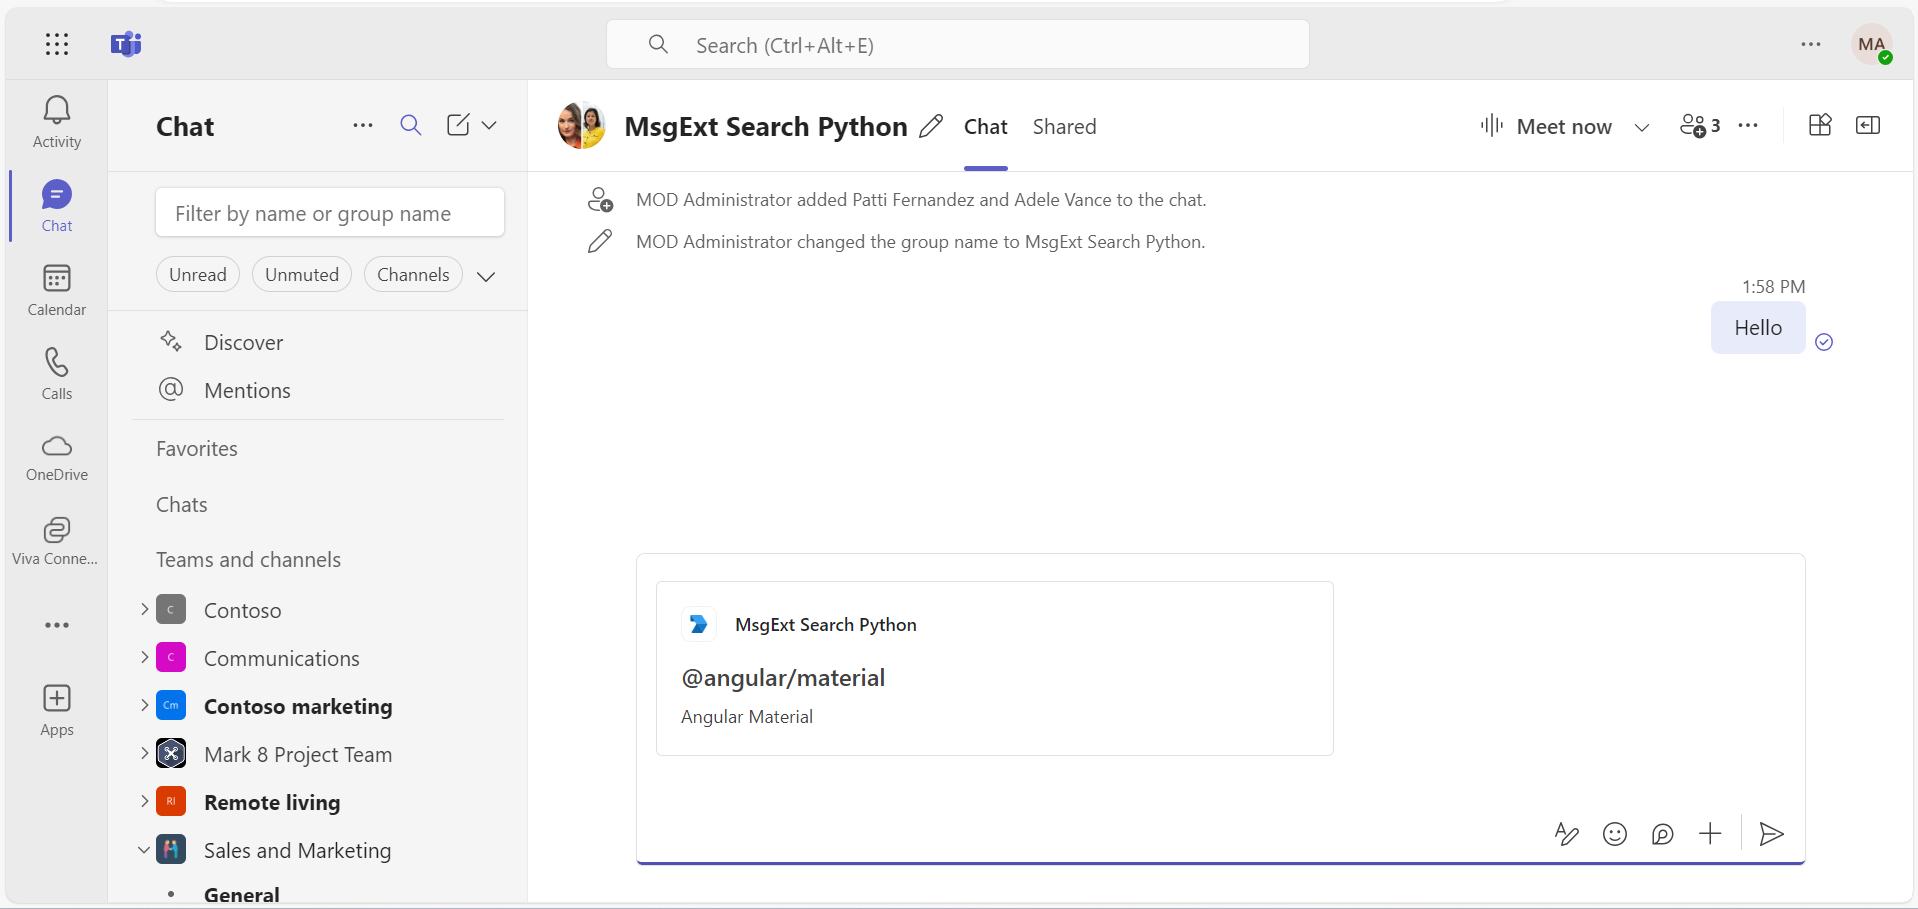 Search (Ctrl+Alt+E)
MA
Activity
Chat
Calendar
Calls
OneDrive
Viva Conne...
Apps
Chat
Filter by name or group name
Unread
Unmuted
Channels
Discover
Mentions
Favorites
Chats
Teams and channels
C Contoso
C Communications
Cm Contoso marketing
Mark 8 Project Team
RI Remote living
Sales and Marketing
General
MsgExt Search Python
Chat
Shared
Meet now
3
MOD Administrator added Patti Fernandez and Adele Vance to the chat.
MOD Administrator changed the group name to MsgExt Search Python.
1:58 PM
Hello
MsgExt Search Python
@angular/material
Angular Material